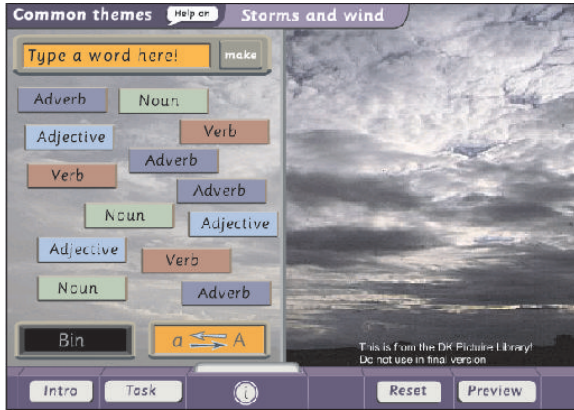 Common themes Help on Storms and wind
Type a word here! make
Adverb Noun
Adjective Verb
Adverb
Verb
Adverb
Noun Adjective
Adjective Verb
Noun Adverb
Bin a A
This is from the DK Picture Library!
Do not use in final version
Intro Task i Reset Preview